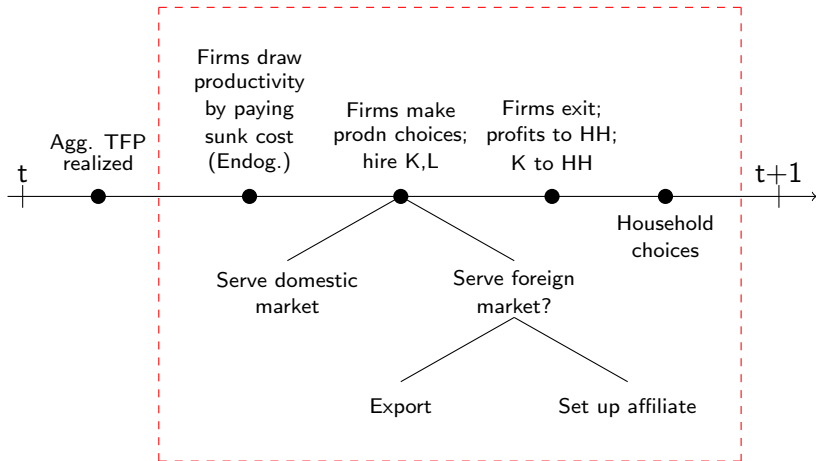 t
Agg. TFP
realized
Firms draw
productivity
by paying
sunk cost
(Endog.)
Firms make
prodn choices;
hire K,L
Firms exit;
profits to HH;
K to HH
Household
choices
t+1
Serve domestic
market
Serve foreign
market?
Export
Set up affiliate